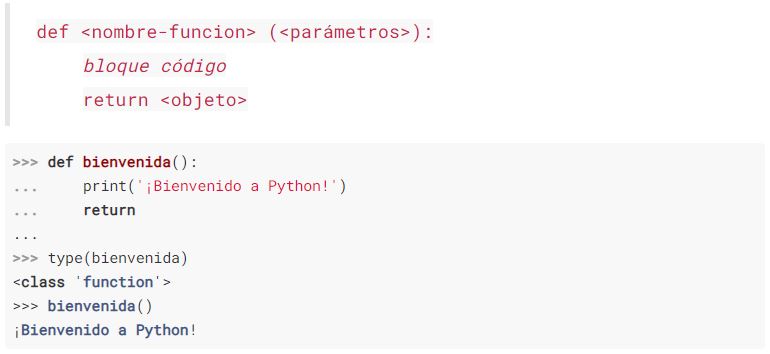 def <nombre-funcion> (<parámetros>):
    bloque código
    return <objeto>
>>> def bienvenida():
...     print('¡Bienvenido a Python!')
...     return
...
>>> type(bienvenida)
<class 'function'>
>>> bienvenida()
¡Bienvenido a Python!